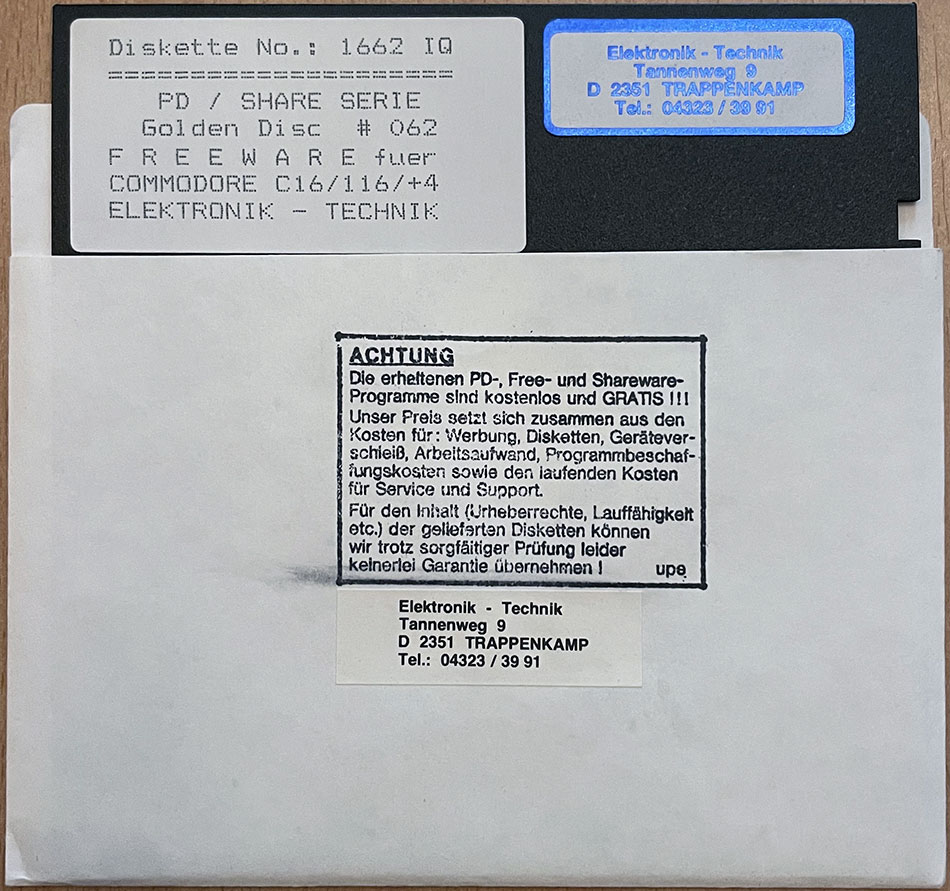 Diskette No.: 1662 IQ
=====================
PD / SHARE SERIE
Golden Disc # 062
F R E E W A R E fuer
COMMODORE C16/116/+4
ELEKTRONIK - TECHNIK
Elektronik - Technik
Tannenweg 9
D 2351 TRAPPENKAMP
Tel.: 04323 / 39 91
ACHTUNG
Die erhaltenen PD-, Free- und Shareware-
Programme sind kostenlos und GRATIS !!!
Unser Preis setzt sich zusammen aus den
Kosten für: Werbung, Disketten, Gerätever-
schleiß, Arbeitsaufwand, Programmbeschaf-
fungskosten sowie den laufenden Kosten
für Service und Support.
Für den Inhalt (Urheberrechte, Lauffähigkeit
etc.) der gelieferten Disketten können
wir trotz sorgfältiger Prüfung leider
keinerlei Garantie übernehmen ! upe
Elektronik - Technik
Tannenweg 9
D 2351 TRAPPENKAMP
Tel.: 04323 / 39 91